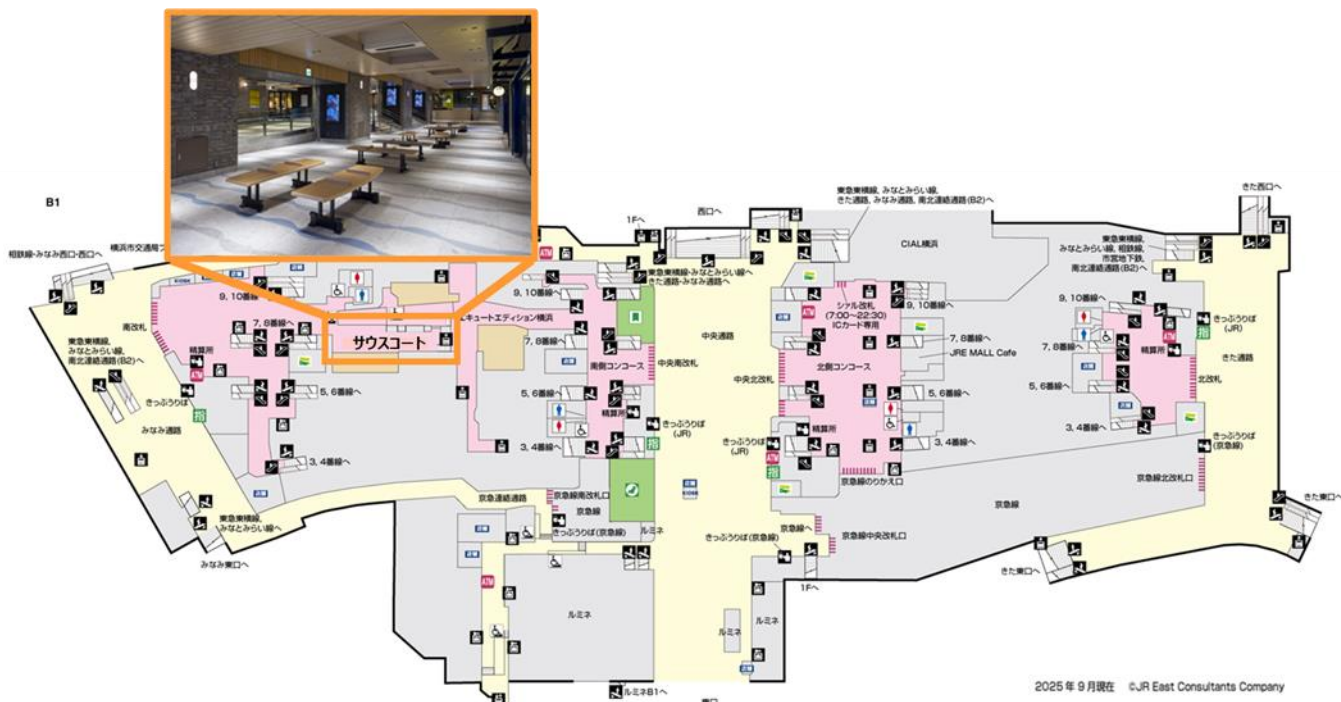 B1
相鉄線・みなみ西口・西口へ
横浜市交通局ブ
ATM
1Fへ
西口へ
東急東横線、みなとみらい線、
きた通路、みなみ通路、南北連絡通路(B2)へ
きた西口へ
CIAL横浜
東急東横線、
みなとみらい線、相鉄線、
市営地下鉄、
南北連絡通路(B2)へ
東急東横線・みなとみらい線へ
きた通路・みなみ通路へ
9, 10番線へ
9, 10番線へ
シャル改札
(7:00～22:30)
ICカード専用
9, 10番線へ
9, 10番線へ
南改札
7, 8番線へ
サウスコート
エキュートエディション横浜
7, 8番線へ
中央通路
7, 8番線へ
JRE MALL Cafe
7, 8番線へ
精算所
きっぷうりば
(JR)
きた通路
東急東横線、
みなとみらい線、
南北連絡通路(B2)へ
精算所
ATM
きっぷうりば
みなみ通路
5, 6番線へ
南側コンコース
中央南改札
中央北改札
北側コンコース
5, 6番線へ
5, 6番線へ
5, 6番線へ
北改札
3, 4番線へ
精算所
3, 4番線へ
きっぷうりば
(JR)
きっぷうりば
(JR)
精算所
ATM
3, 4番線へ
3, 4番線へ
きっぷうりば
(京急線)
京急線のりかえ口
京急線
京急線北改札口
きた東口へ
京急連絡通路
京急線南改札口
京急線
きっぷうりば(京急線)
ルミネ
京急線へ
京急線中央改札口
きっぷうりば(京急線)
東急東横線、
みなとみらい線へ
みなみ東口へ
ATM
1Fへ
きた東口へ
ルミネ
ルミネ
ルミネ
ルミネB1へ
2025年9月現在 ©JR East Consultants Company